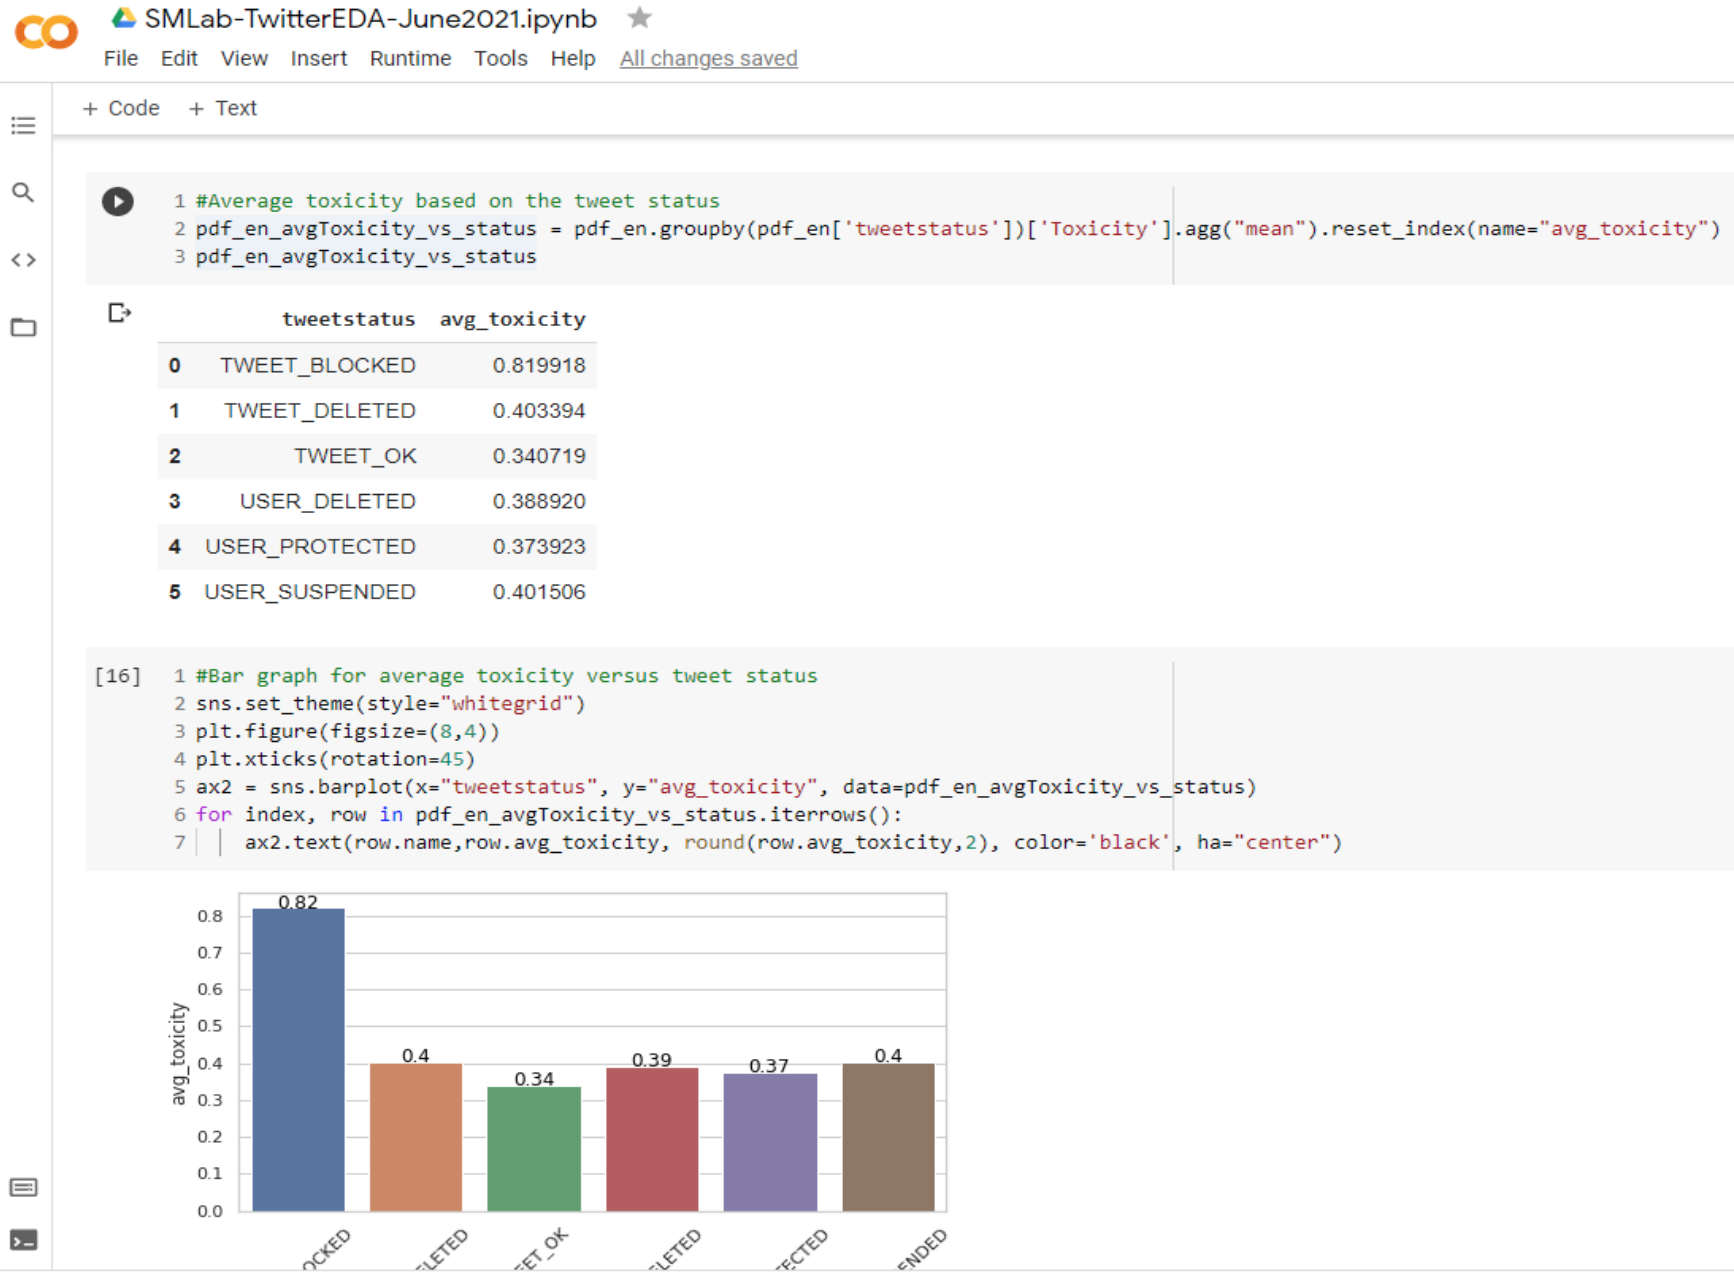 SMLab-TwitterEDA-June2021.ipynb
File Edit View Insert Runtime Tools Help All changes saved
+ Code + Text
1 #Average toxicity based on the tweet status
2 pdf_en_avgToxicity_vs_status = pdf_en.groupby(pdf_en['tweetstatus'])['Toxicity'].agg("mean").reset_index(name="avg_toxicity")
3 pdf_en_avgToxicity_vs_status
tweetstatus avg_toxicity
0 TWEET_BLOCKED 0.819918
1 TWEET_DELETED 0.403394
2 TWEET_OK 0.340719
3 USER_DELETED 0.388920
4 USER_PROTECTED 0.373923
5 USER_SUSPENDED 0.401506
[16] 1 #Bar graph for average toxicity versus tweet status
2 sns.set_theme(style="whitegrid")
3 plt.figure(figsize=(8,4))
4 plt.xticks(rotation=45)
5 ax2 = sns.barplot(x="tweetstatus", y="avg_toxicity", data=pdf_en_avgToxicity_vs_status)
6 for index, row in pdf_en_avgToxicity_vs_status.iterrows():
7 ax2.text(row.name,row.avg_toxicity, round(row.avg_toxicity,2), color='black', ha="center")
avg_toxicity
0.8
0.7
0.6
0.5
0.4
0.3
0.2
0.1
0.0
0.82
0.4
0.34
0.39
0.37
0.4
OCKED
LETED
EET_OK
LETED
ECTED
ENDED